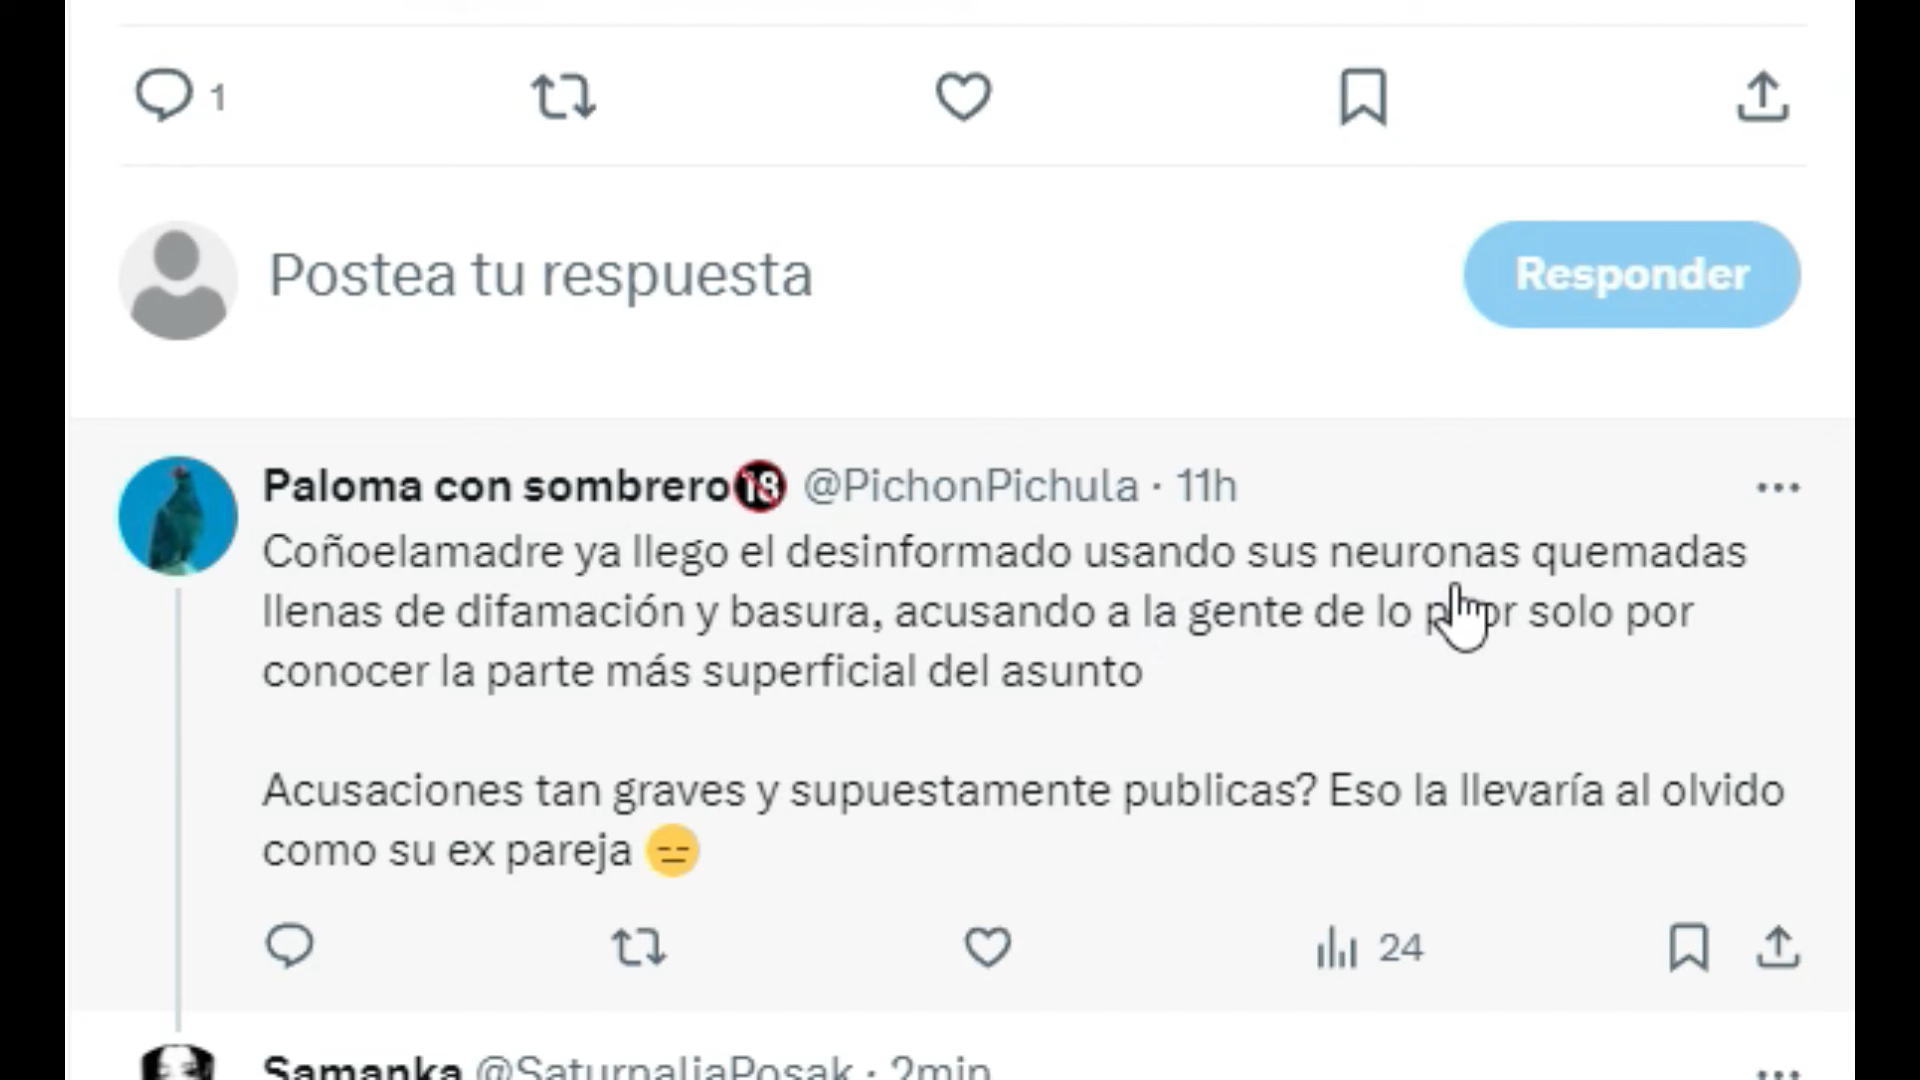 1
Postea tu respuesta
Responder
Paloma con sombrero🔞 @PichonPichula · 11h
Coñoelamadre ya llego el desinformado usando sus neuronas quemadas
llenas de difamación y basura, acusando a la gente de lo solo por
conocer la parte más superficial del asunto
Acusaciones tan graves y supuestamente publicas? Eso la llevaría al olvido
como su ex pareja 😑
24
Samanka @SaturnaliaPosak · 2min